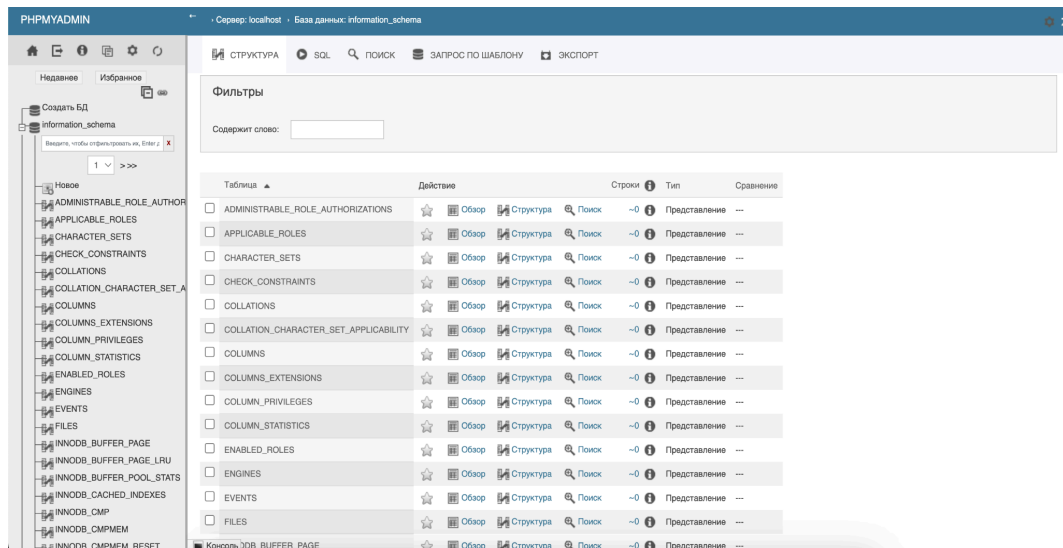 PHPMYADMIN
← › Сервер: localhost › База данных: information_schema
Недавнее Избранное
Создать БД
information_schema
X
1 > >>
Новое
ADMINISTRABLE_ROLE_AUTHOR
APPLICABLE_ROLES
CHARACTER_SETS
CHECK_CONSTRAINTS
COLLATIONS
COLLATION_CHARACTER_SET_A
COLUMNS
COLUMNS_EXTENSIONS
COLUMN_PRIVILEGES
COLUMN_STATISTICS
ENABLED_ROLES
ENGINES
EVENTS
FILES
INNODB_BUFFER_PAGE
INNODB_BUFFER_PAGE_LRU
INNODB_BUFFER_POOL_STATS
INNODB_CACHED_INDEXES
INNODB_CMP
INNODB_CMPMEM
INNODB_CMPMEM_RESET
СТРУКТУРА SQL ПОИСК ЗАПРОС ПО ШАБЛОНУ ЭКСПОРТ
Фильтры
Содержит слово:
Таблица ▲ Действие Строки Тип Сравнение
ADMINISTRABLE_ROLE_AUTHORIZATIONS Обзор Структура Поиск ~0 Представление ---
APPLICABLE_ROLES Обзор Структура Поиск ~0 Представление ---
CHARACTER_SETS Обзор Структура Поиск ~0 Представление ---
CHECK_CONSTRAINTS Обзор Структура Поиск ~0 Представление ---
COLLATIONS Обзор Структура Поиск ~0 Представление ---
COLLATION_CHARACTER_SET_APPLICABILITY Обзор Структура Поиск ~0 Представление ---
COLUMNS Обзор Структура Поиск ~0 Представление ---
COLUMNS_EXTENSIONS Обзор Структура Поиск ~0 Представление ---
COLUMN_PRIVILEGES Обзор Структура Поиск ~0 Представление ---
COLUMN_STATISTICS Обзор Структура Поиск ~0 Представление ---
ENABLED_ROLES Обзор Структура Поиск ~0 Представление ---
ENGINES Обзор Структура Поиск ~0 Представление ---
EVENTS Обзор Структура Поиск ~0 Представление ---
FILES Обзор Структура Поиск ~0 Представление ---
Консоль ODB_BUFFER_PAGE Обзор Структура Поиск ~0 Представление ---